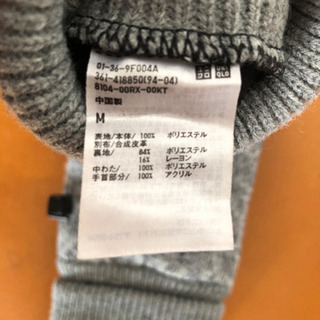 01-36-9F004A
361-418850(94-04)
8104-00RX-00KT
中国製
M
表地/本体/ 100% ポリエステル
別布/合成皮革
裏地/ 84% ポリエステル
16% レーヨン
中わた/ 100% ポリエステル
手首部分/ 100% アクリル